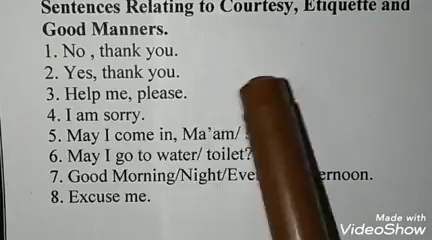 Sentences Relating to Courtesy, Etiquette and
Good Manners.
1. No , thank you.
2. Yes, thank you.
3. Help me, please.
4. I am sorry.
5. May I come in, Ma'am/
6. May I go to water/ toilet?
7. Good Morning/Night/Eve ernoon.
8. Excuse me.
Made with
VideoShow